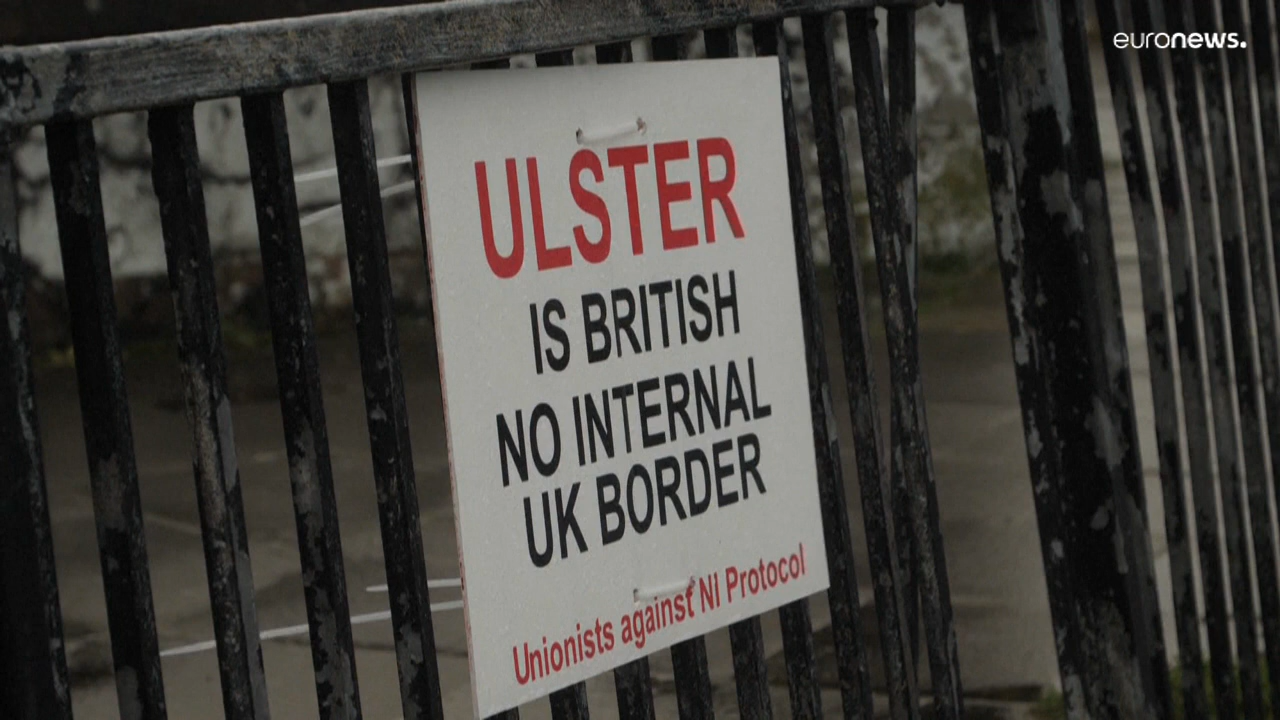 euronews.
ULSTER
IS BRITISH
NO INTERNAL
UK BORDER
Unionists against NI Protocol